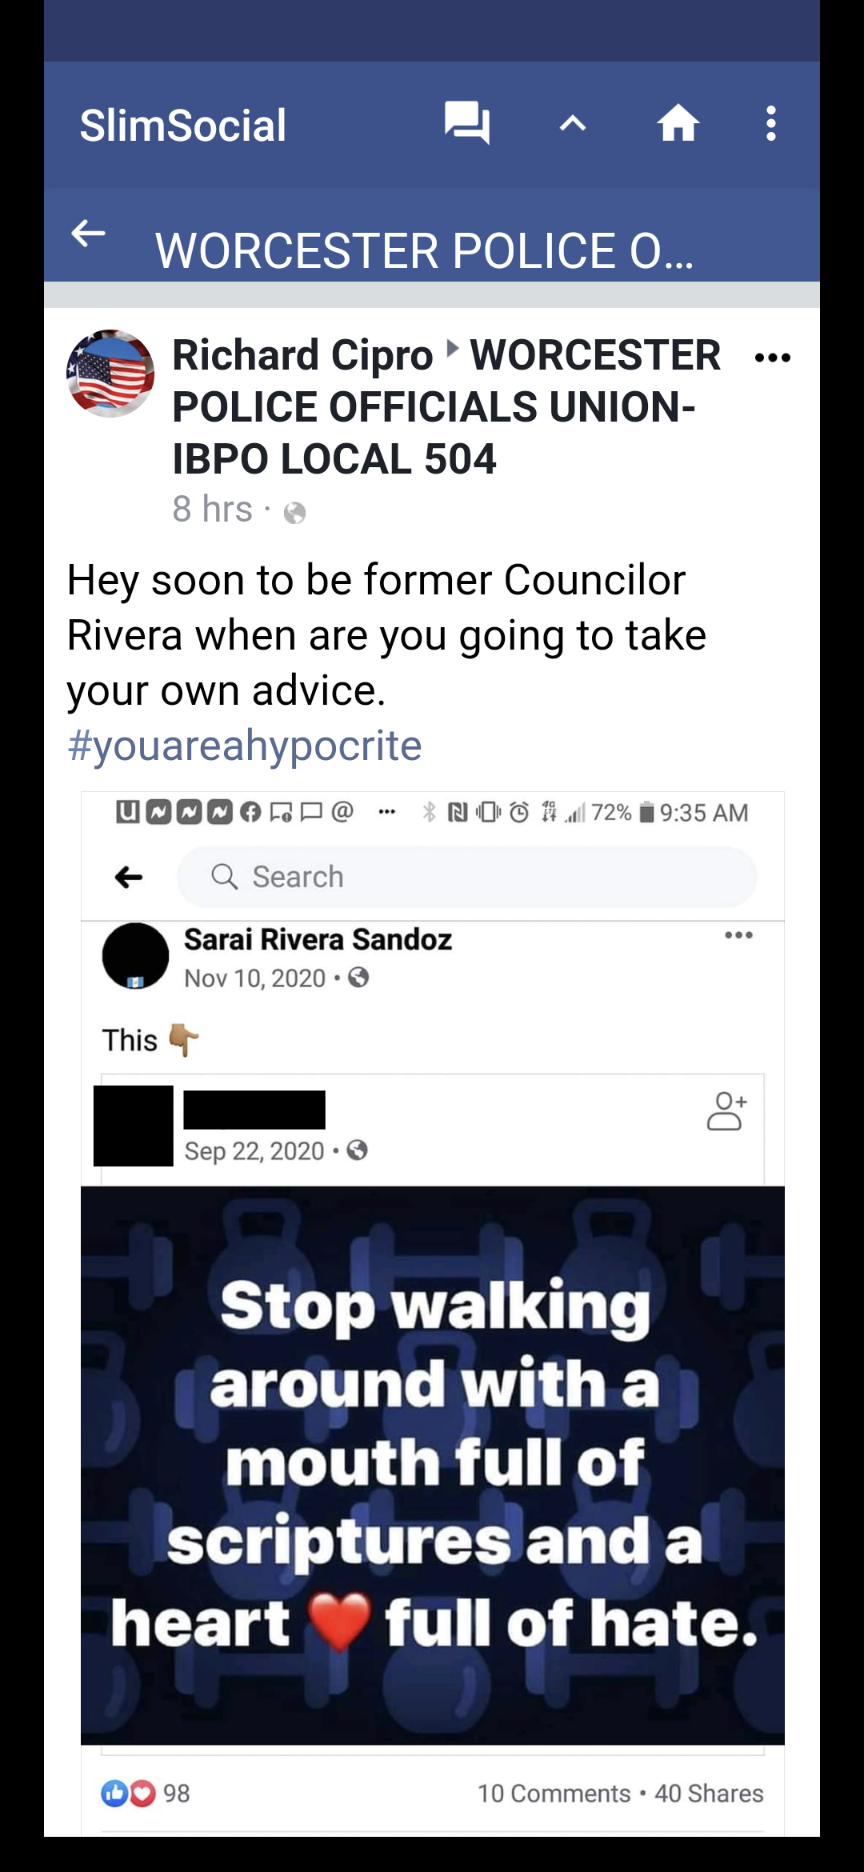 SlimSocial
WORCESTER POLICE O...
Richard Cipro ▸ WORCESTER
POLICE OFFICIALS UNION-
IBPO LOCAL 504
8 hrs ·
Hey soon to be former Councilor
Rivera when are you going to take
your own advice.
#youareahypocrite
72% 9:35 AM
Search
Sarai Rivera Sandoz
Nov 10, 2020 •
This 👇🏾
Sep 22, 2020 •
Stop walking
around with a
mouth full of
scriptures and a
heart ❤️ full of hate.
98
10 Comments • 40 Shares